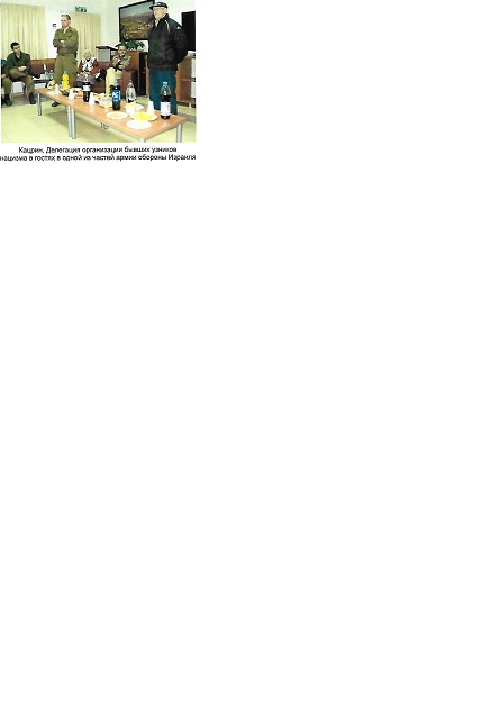 Кацрин. Делегация организации бывших узников
нацизма в гостях в одной из частей армии обороны Израиля